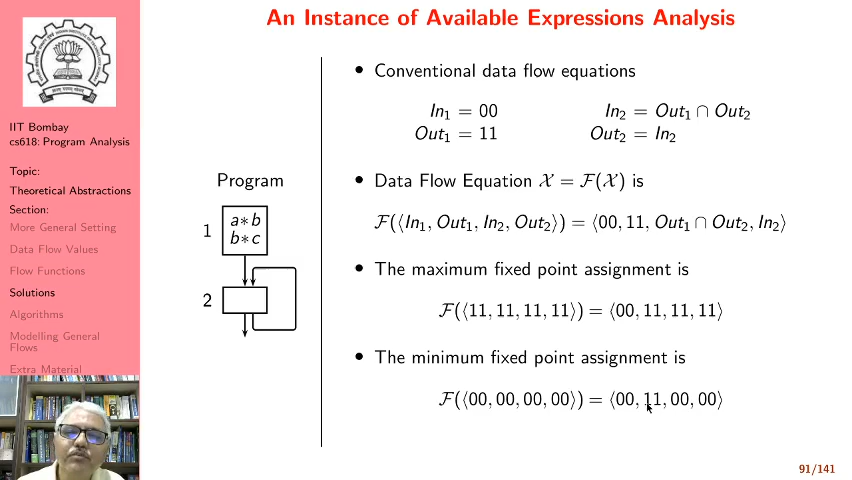 An Instance of Available Expressions Analysis
IIT Bombay
cs618: Program Analysis
Topic:
Theoretical Abstractions
Section:
More General Setting
Data Flow Values
Flow Functions
Solutions
Algorithms
Modelling General
Flows
Extra Material
Program
1
a∗b
b∗c
2
• Conventional data flow equations
In₁ = 00 In₂ = Out₁ ∩ Out₂
Out₁ = 11 Out₂ = In₂
• Data Flow Equation 𝒳 = ℱ(𝒳) is
ℱ(⟨In₁, Out₁, In₂, Out₂⟩) = ⟨00, 11, Out₁ ∩ Out₂, In₂⟩
• The maximum fixed point assignment is
ℱ(⟨11, 11, 11, 11⟩) = ⟨00, 11, 11, 11⟩
• The minimum fixed point assignment is
ℱ(⟨00, 00, 00, 00⟩) = ⟨00, 11, 00, 00⟩
91/141